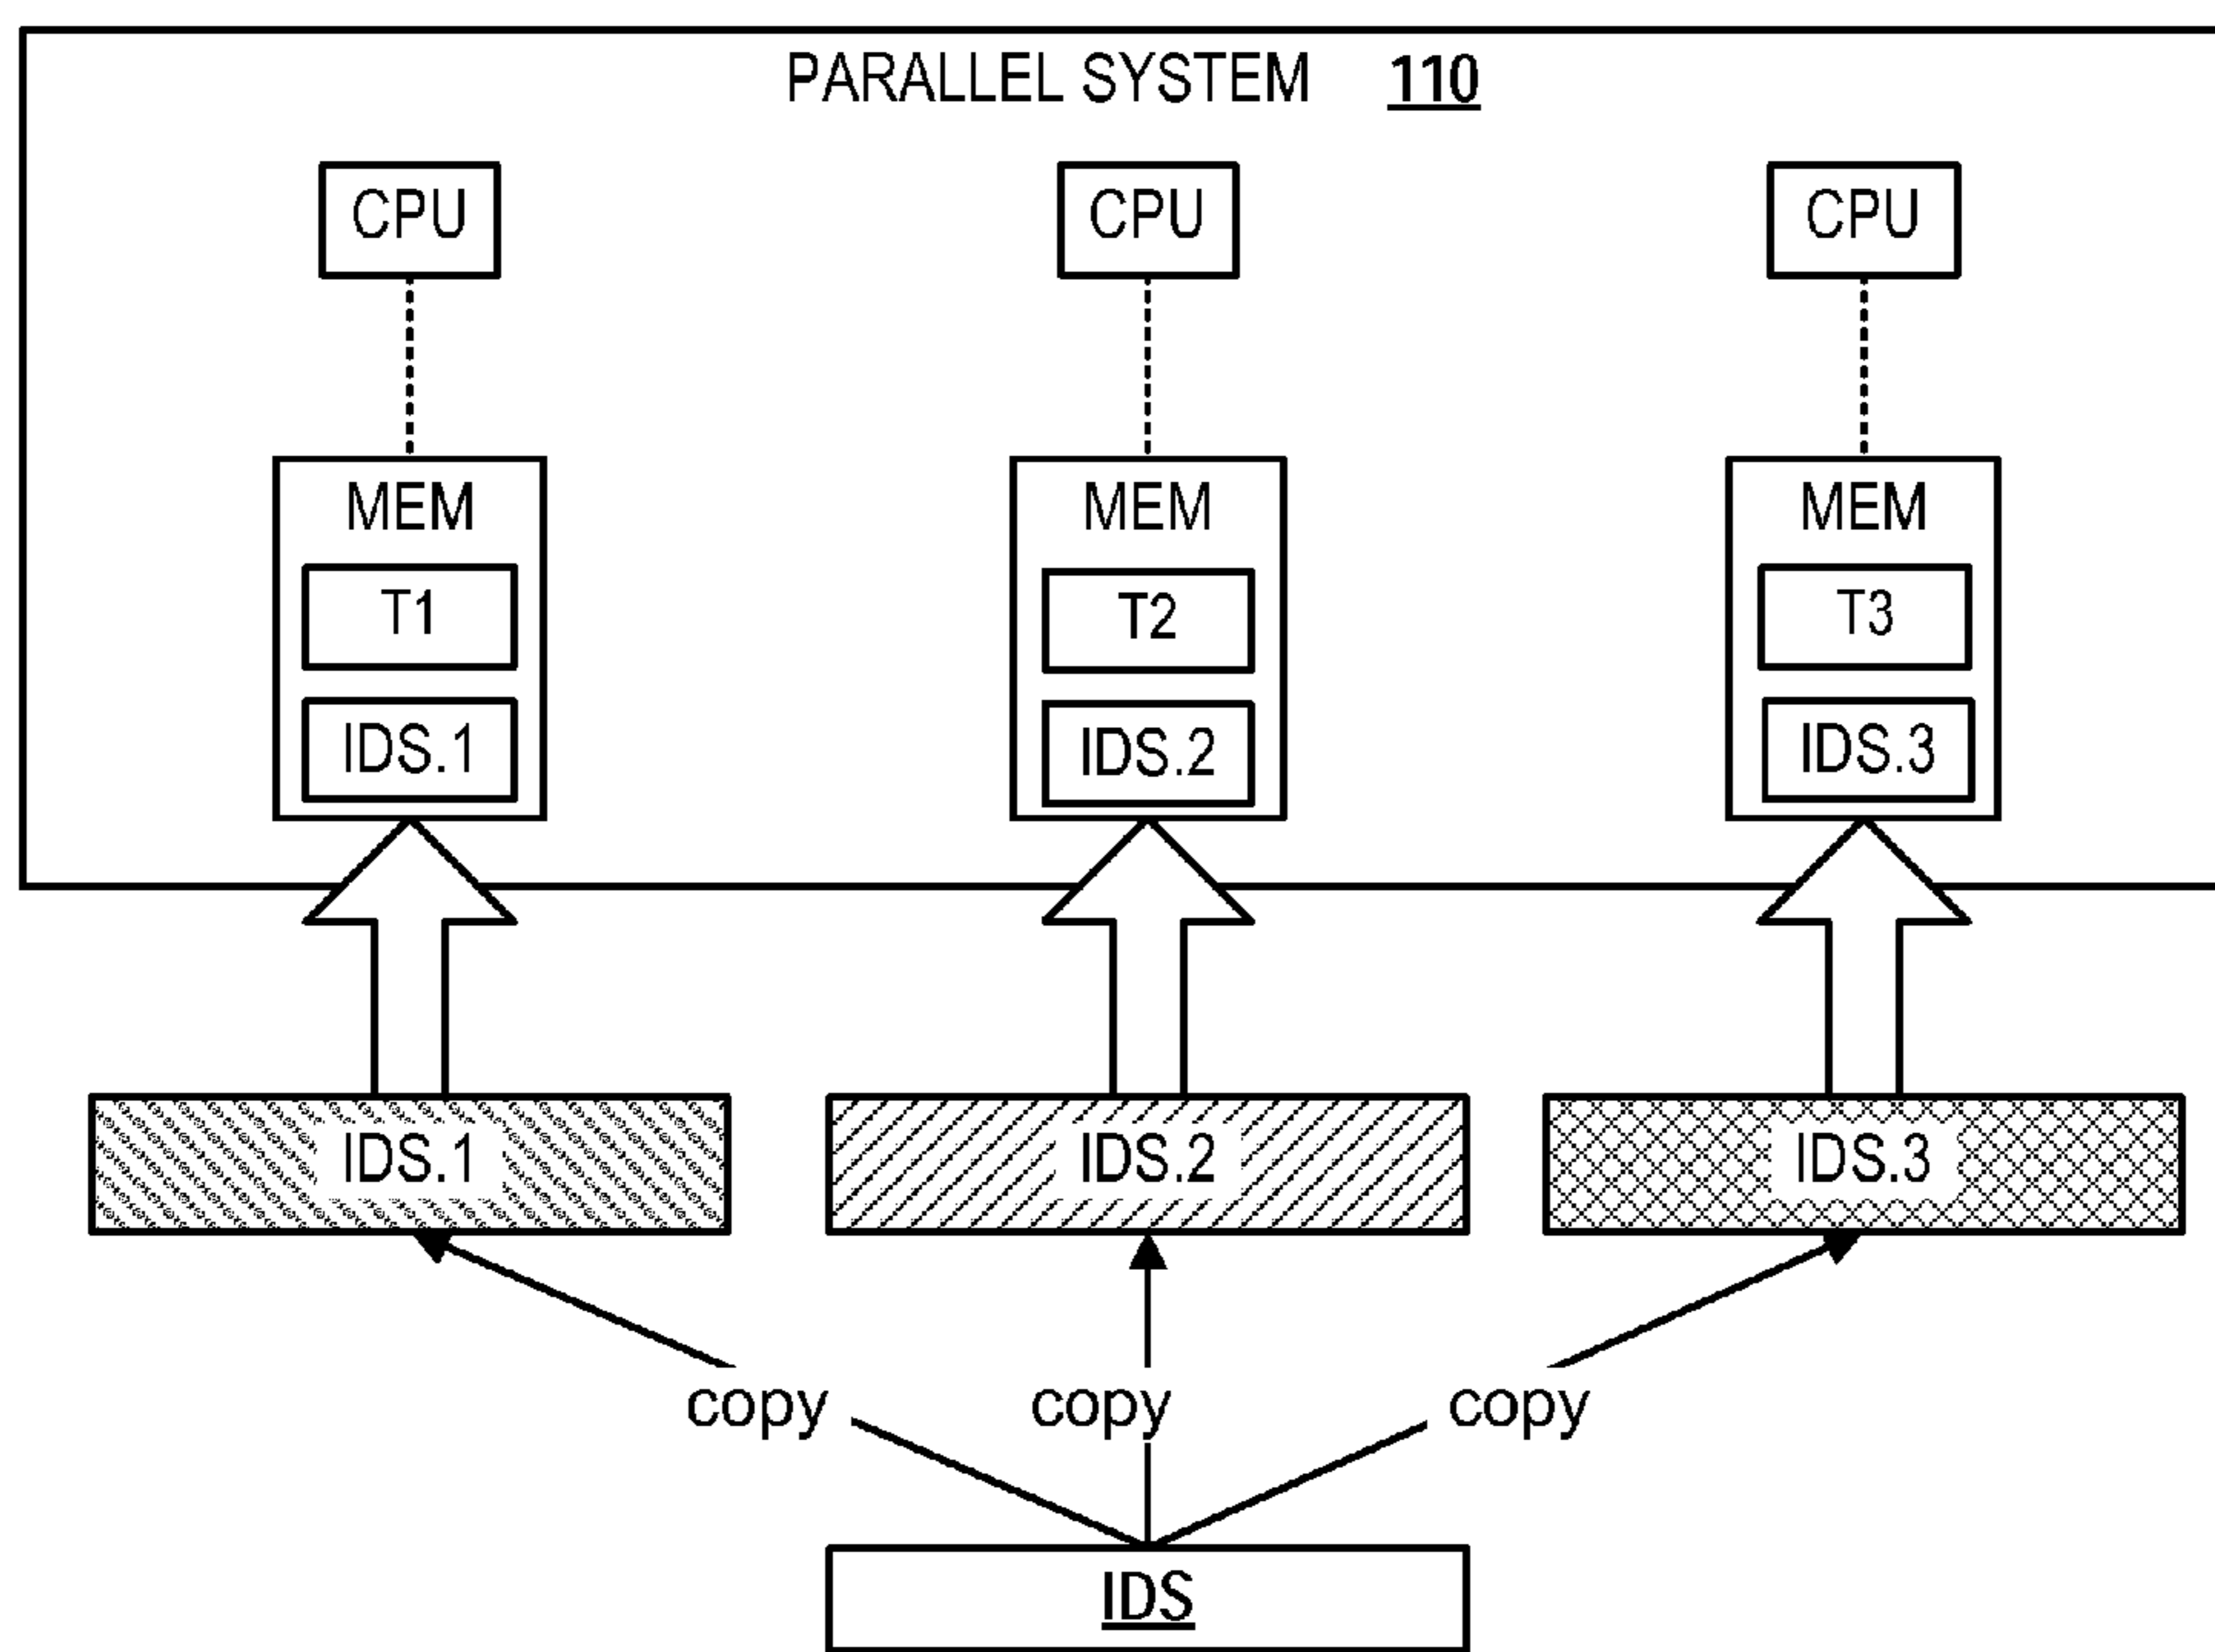 PARALLEL SYSTEM 110
CPU CPU CPU
MEM MEM MEM
T1 T2 T3
IDS.1 IDS.2 IDS.3
IDS.1 IDS.2 IDS.3
copy copy copy
IDS